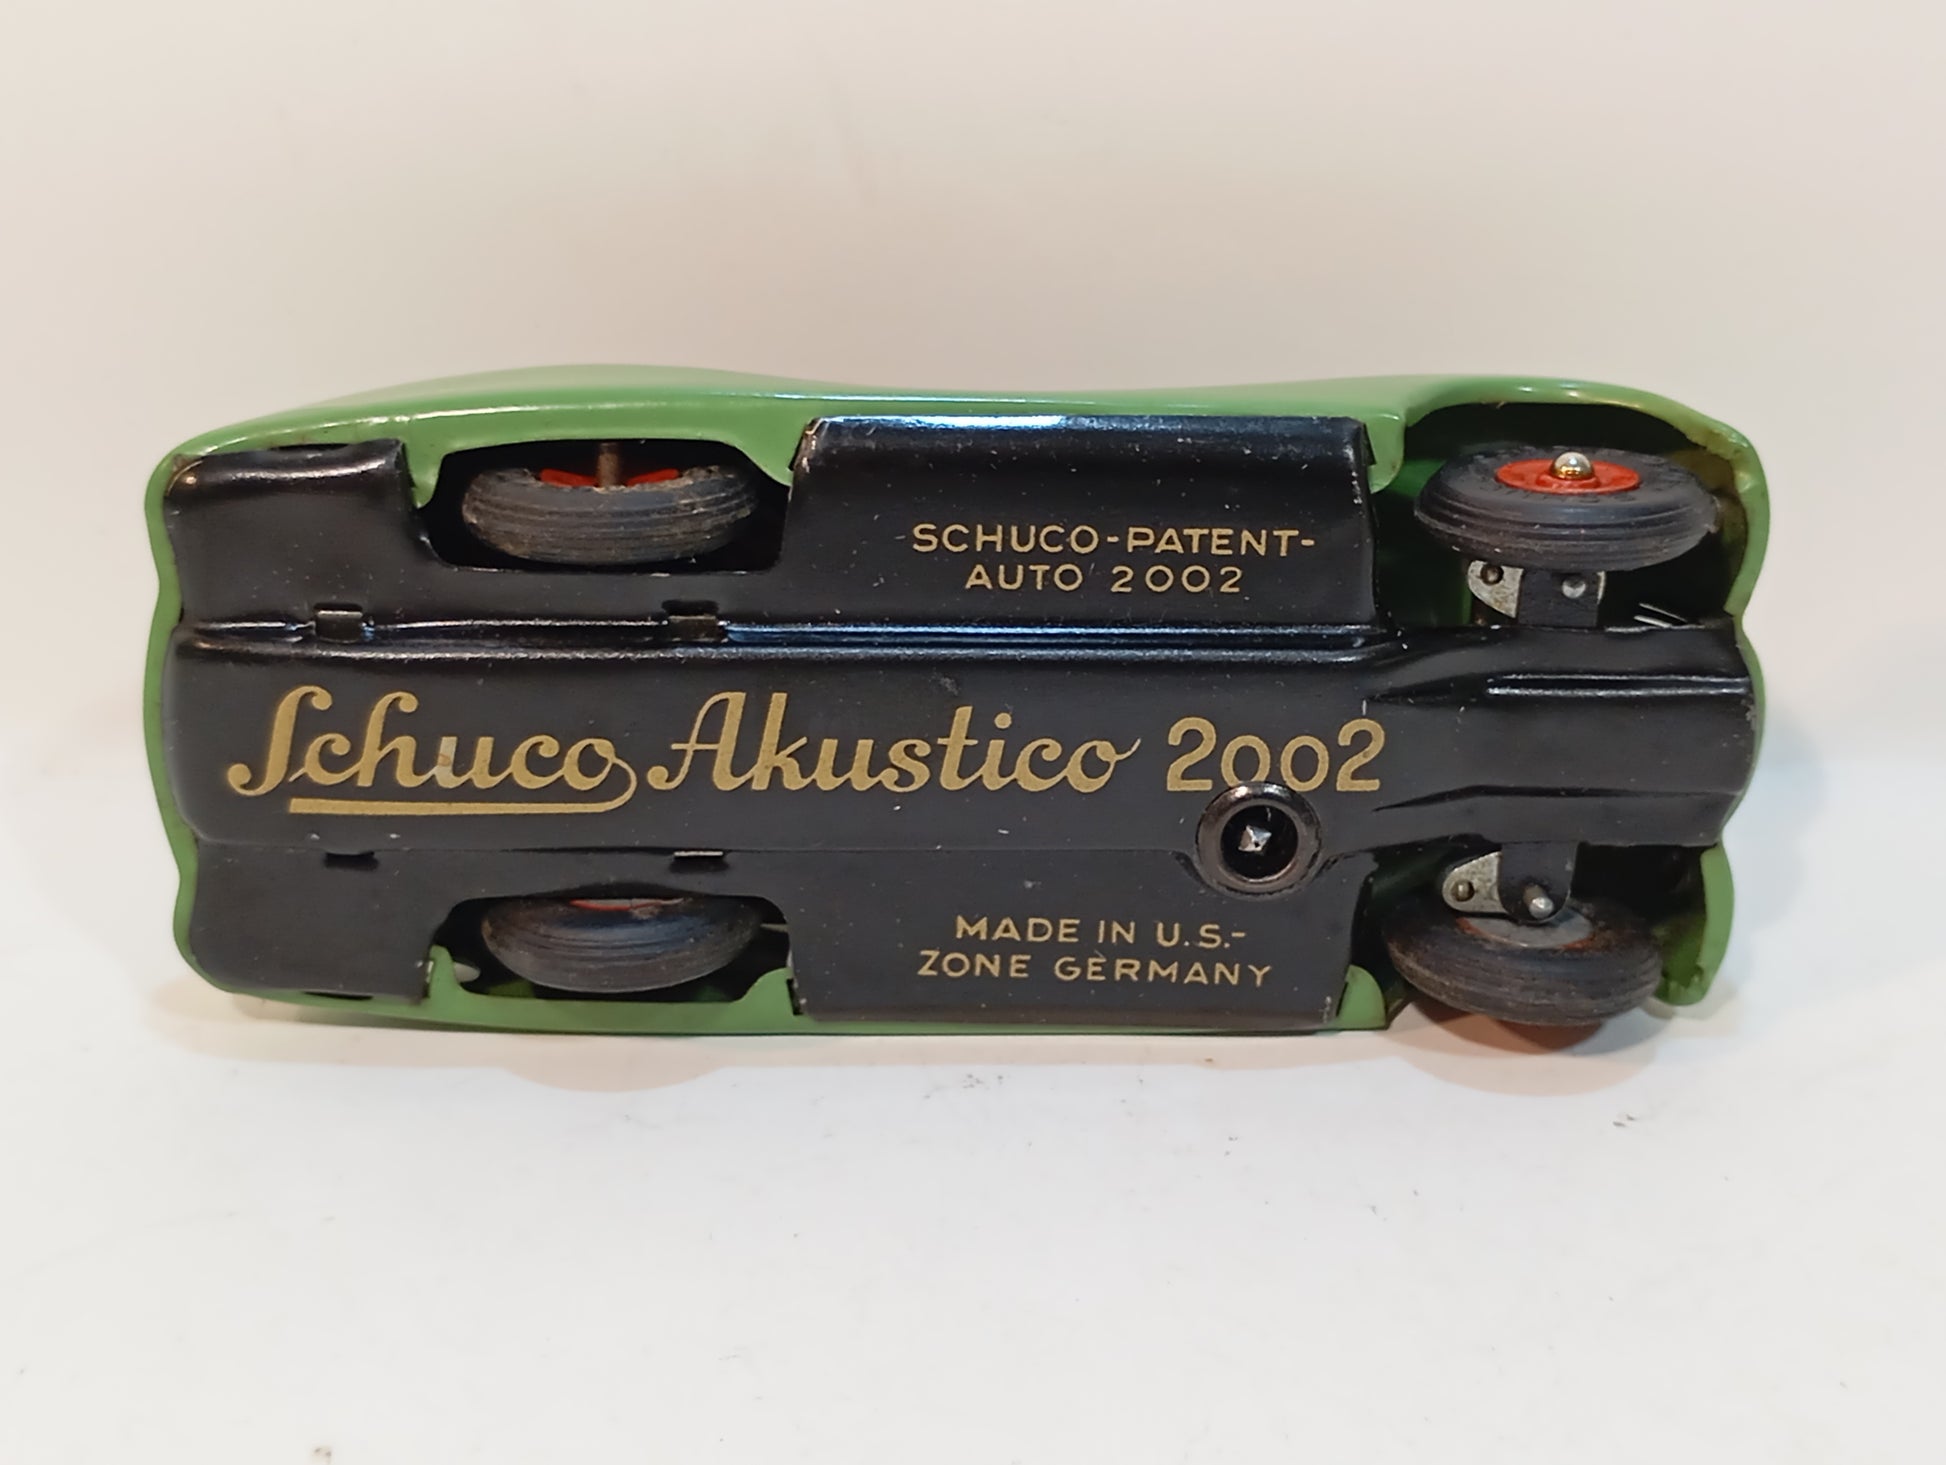 SCHUCO-PATENT-
AUTO 2002
Schuco Akustico 2002
MADE IN U.S.-
ZONE GERMANY